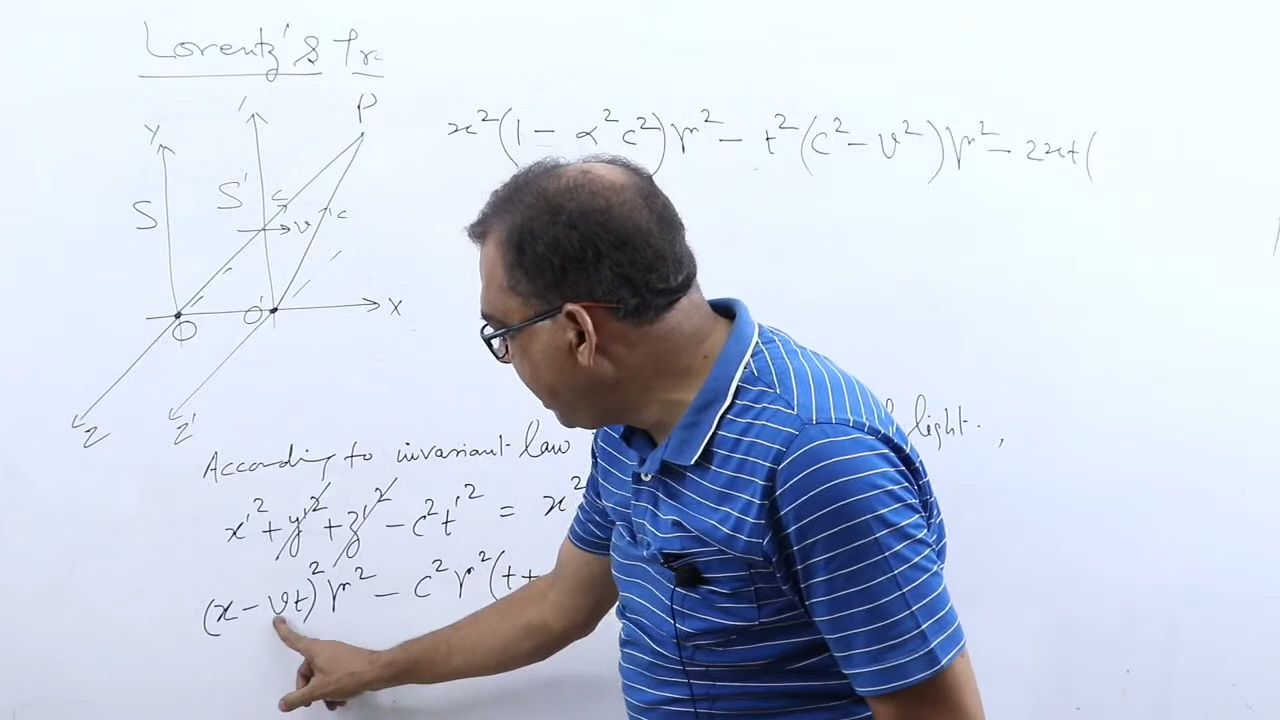 Lorentz's Tra
x²(1 - α²c²)γ² - t²(c² - v²)γ² - 2xt(
P
Y
S
S'
c
v
c
O
O'
X
Z
Z'
According to invariant law
light.,
x'² + y'² + z'² - c²t'² = x²
(x - vt)²γ² - c²γ²(t +